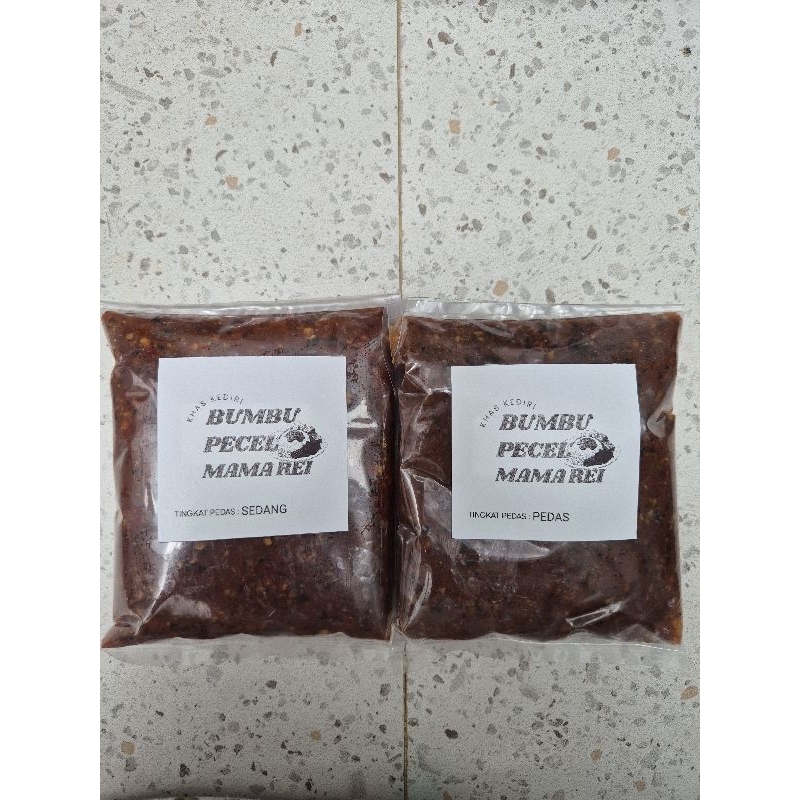 KHAS KEDIRI
BUMBU
PECEL
MAMA REI
TINGKAT PEDAS : SEDANG
KHAS KEDIRI
BUMBU
PECEL
MAMA REI
TINGKAT PEDAS : PEDAS